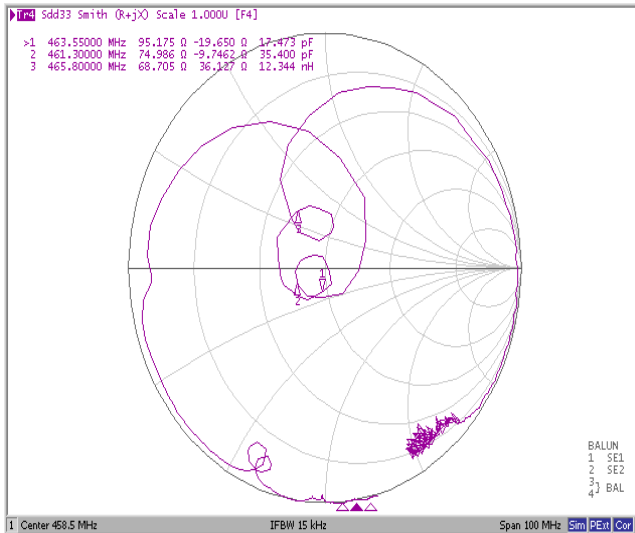 Tr4 Sdd33 Smith (R+jX) Scale 1.000U [F4]
>1 463.55000 MHz 95.175 Ω -19.650 Ω 17.473 pF
2 461.30000 MHz 74.986 Ω -9.7462 Ω 35.400 pF
3 465.80000 MHz 68.705 Ω 36.127 Ω 12.344 nH
3
1
2
BALUN
1 SE1
2 SE2
3
4} BAL
1 Center 458.5 MHz IFBW 15 kHz Span 100 MHz Sim PExt Cor